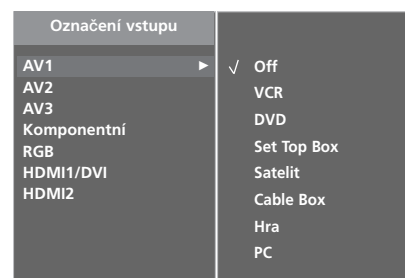 Označení vstupu
AV1
AV2
AV3
Komponentní
RGB
HDMI1/DVI
HDMI2
Off
VCR
DVD
Set Top Box
Satelit
Cable Box
Hra
PC